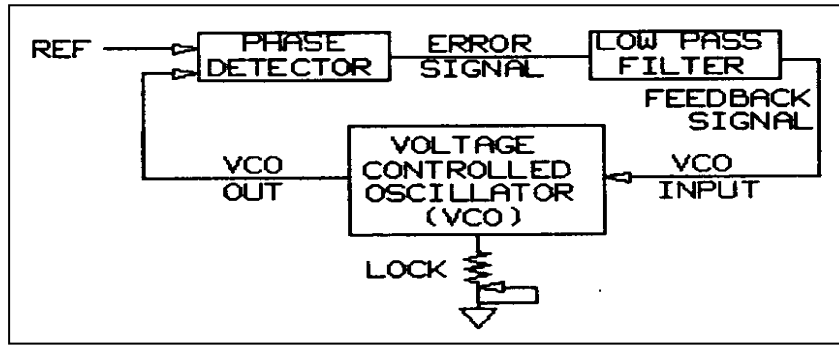 REF
PHASE
DETECTOR
ERROR
SIGNAL
LOW PASS
FILTER
FEEDBACK
SIGNAL
VCO
OUT
VOLTAGE
CONTROLLED
OSCILLATOR
(VCO)
VCO
INPUT
LOCK